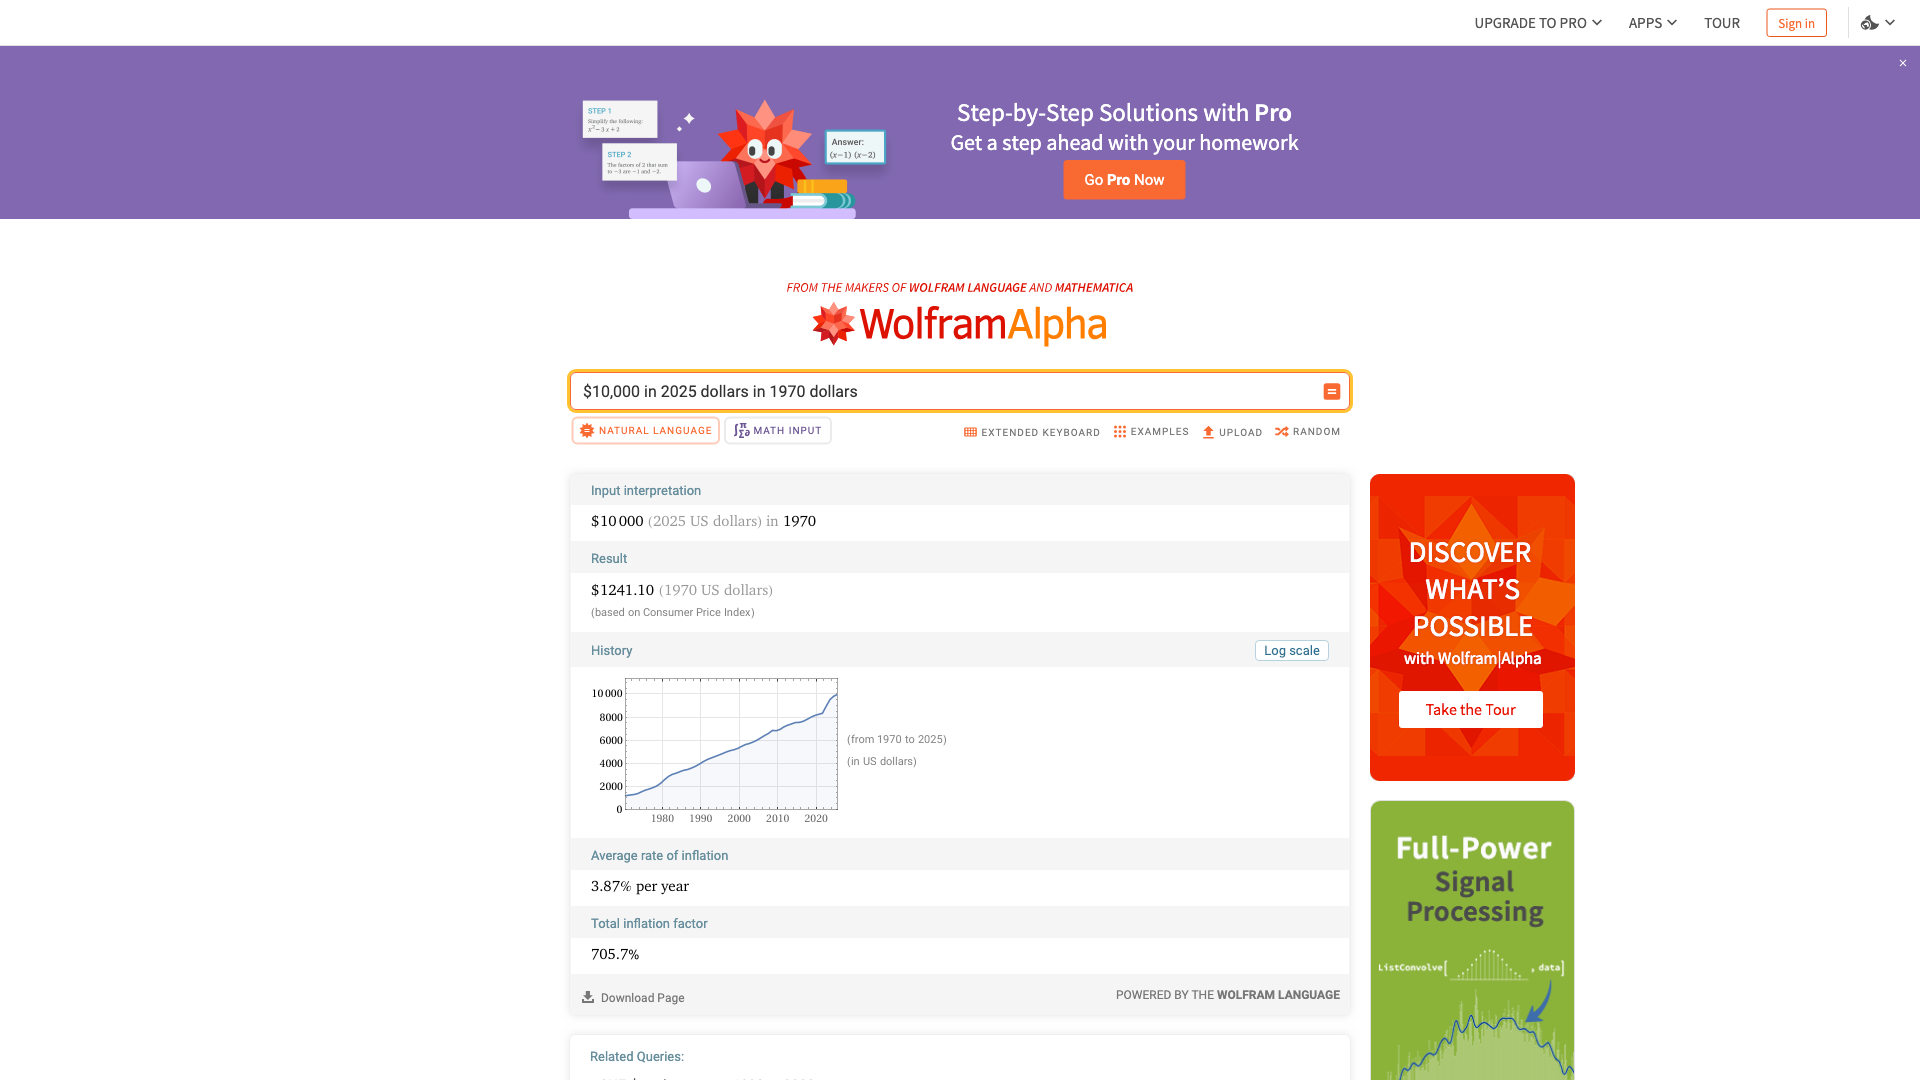 UPGRADE TO PRO
APPS
TOUR
Sign in
×
STEP 1
Simplify the following:
x² − 3 x + 2
STEP 2
The factors of 2 that sum
to −3 are −1 and −2.
Answer:
(x−1) (x−2)
Step-by-Step Solutions with Pro
Get a step ahead with your homework
Go Pro Now
FROM THE MAKERS OF WOLFRAM LANGUAGE AND MATHEMATICA
WolframAlpha
$10,000 in 2025 dollars in 1970 dollars
NATURAL LANGUAGE
MATH INPUT
EXTENDED KEYBOARD
EXAMPLES
UPLOAD
RANDOM
Input interpretation
$10 000 (2025 US dollars) in 1970
Result
$1241.10 (1970 US dollars)
(based on Consumer Price Index)
History
Log scale
10 000
8000
6000
4000
2000
0
1980 1990 2000 2010 2020
(from 1970 to 2025)
(in US dollars)
Average rate of inflation
3.87% per year
Total inflation factor
705.7%
Download Page
POWERED BY THE WOLFRAM LANGUAGE
Related Queries:
DISCOVER
WHAT'S
POSSIBLE
with Wolfram|Alpha
Take the Tour
Full-Power
Signal
Processing
ListConvolve[ , data]